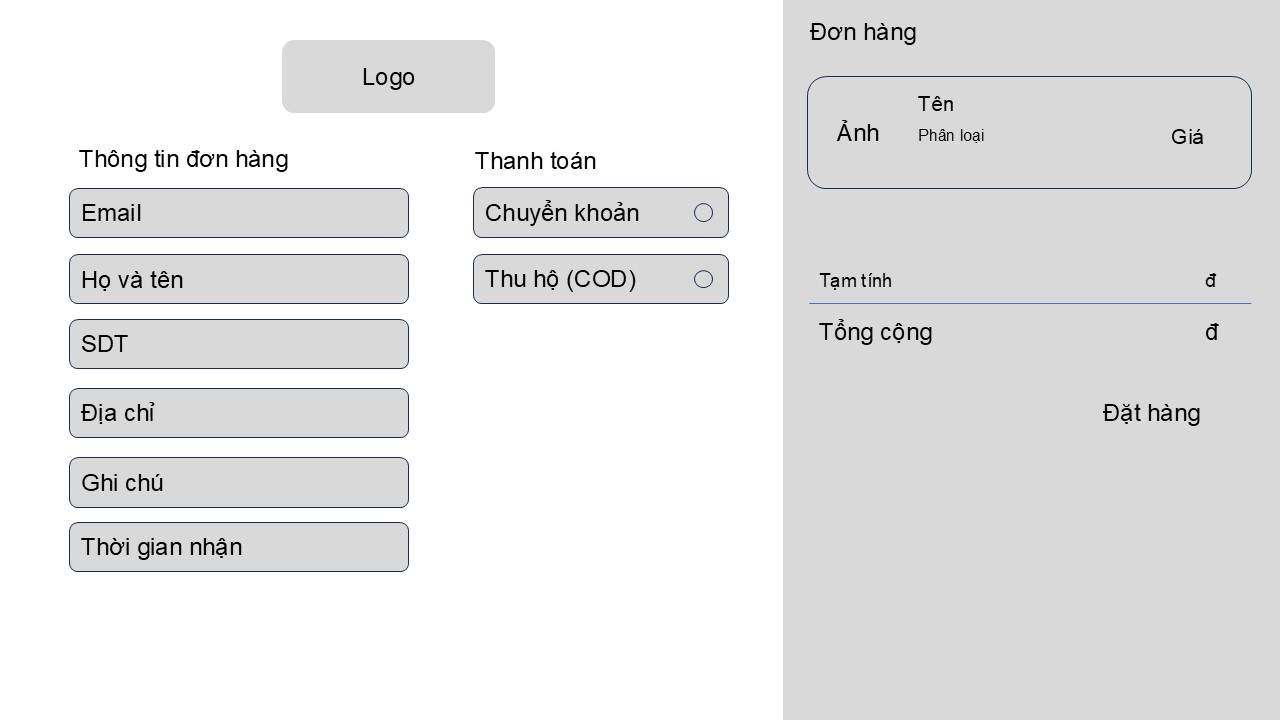 Logo
Thông tin đơn hàng
Email
Họ và tên
SDT
Địa chỉ
Ghi chú
Thời gian nhận
Thanh toán
Chuyển khoản
Thu hộ (COD)
Đơn hàng
Ảnh
Tên
Phân loại
Giá
Tạm tính đ
Tổng cộng đ
Đặt hàng